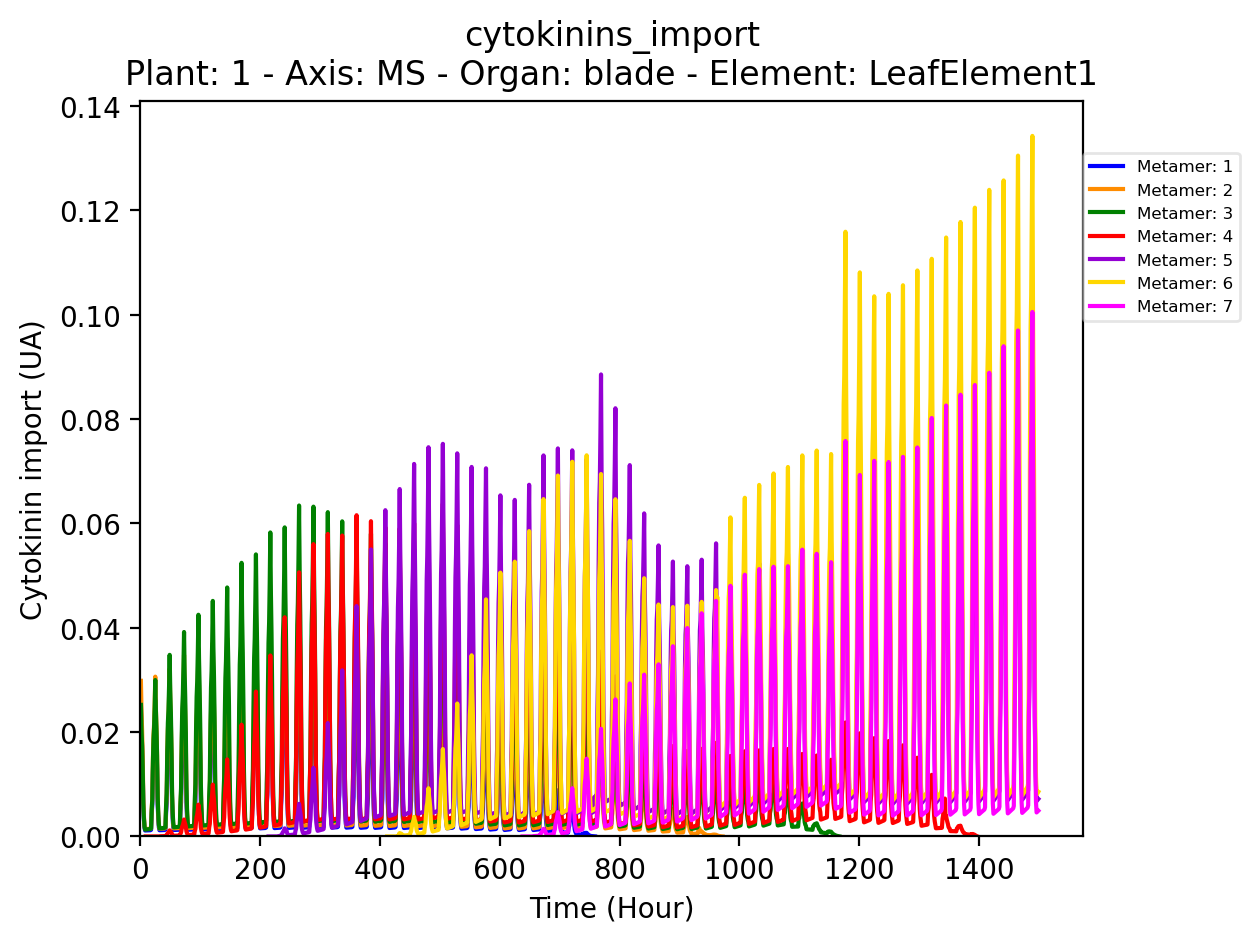 cytokinins_import
Plant: 1 - Axis: MS - Organ: blade - Element: LeafElement1
0.14
0.12
0.10
0.08
0.06
0.04
0.02
0.00
Cytokinin import (UA)
0 200 400 600 800 1000 1200 1400
Time (Hour)
Metamer: 1
Metamer: 2
Metamer: 3
Metamer: 4
Metamer: 5
Metamer: 6
Metamer: 7